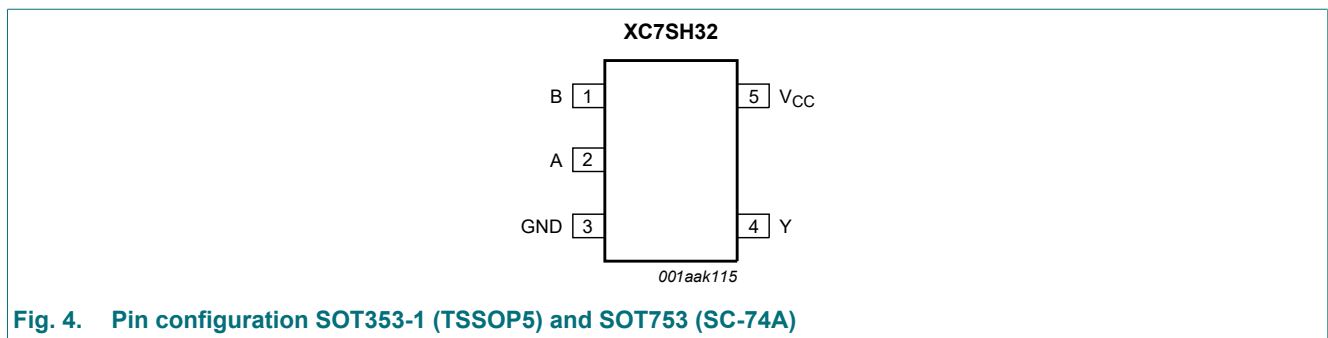 XC7SH32
B 1
5 VCC
A 2
GND 3
4 Y
001aak115
Fig. 4. Pin configuration SOT353-1 (TSSOP5) and SOT753 (SC-74A)